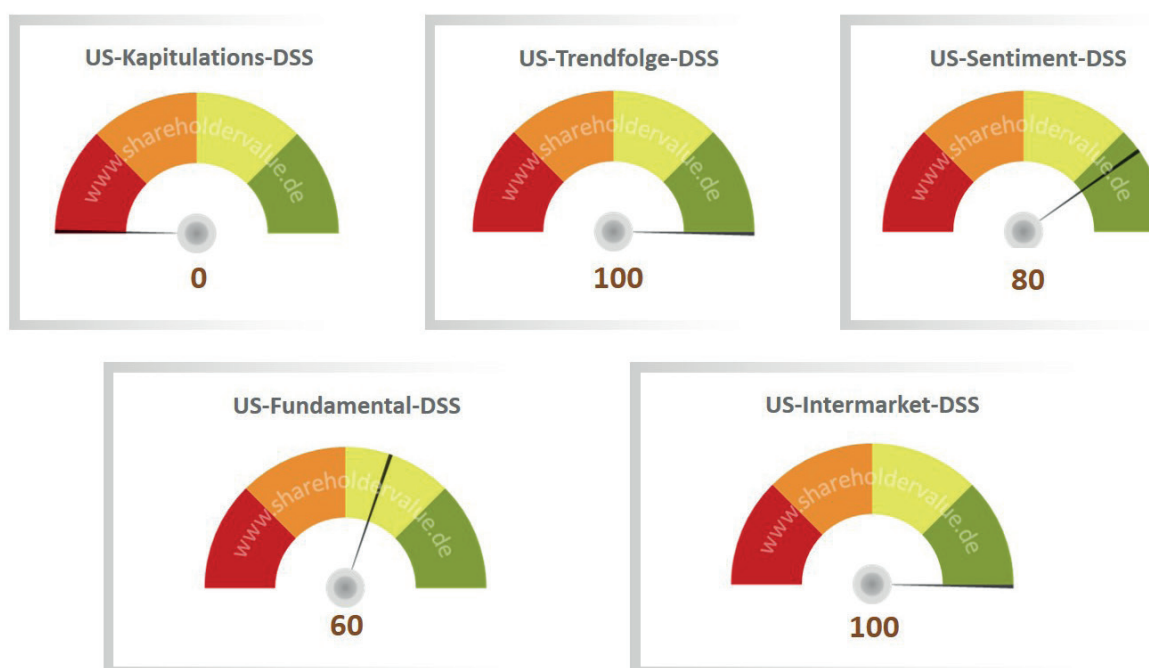 US-Kapitulations-DSS
www.shareholdervalue.de
0
US-Trendfolge-DSS
www.shareholdervalue.de
100
US-Sentiment-DSS
www.shareholdervalue.de
80
US-Fundamental-DSS
www.shareholdervalue.de
60
US-Intermarket-DSS
www.shareholdervalue.de
100